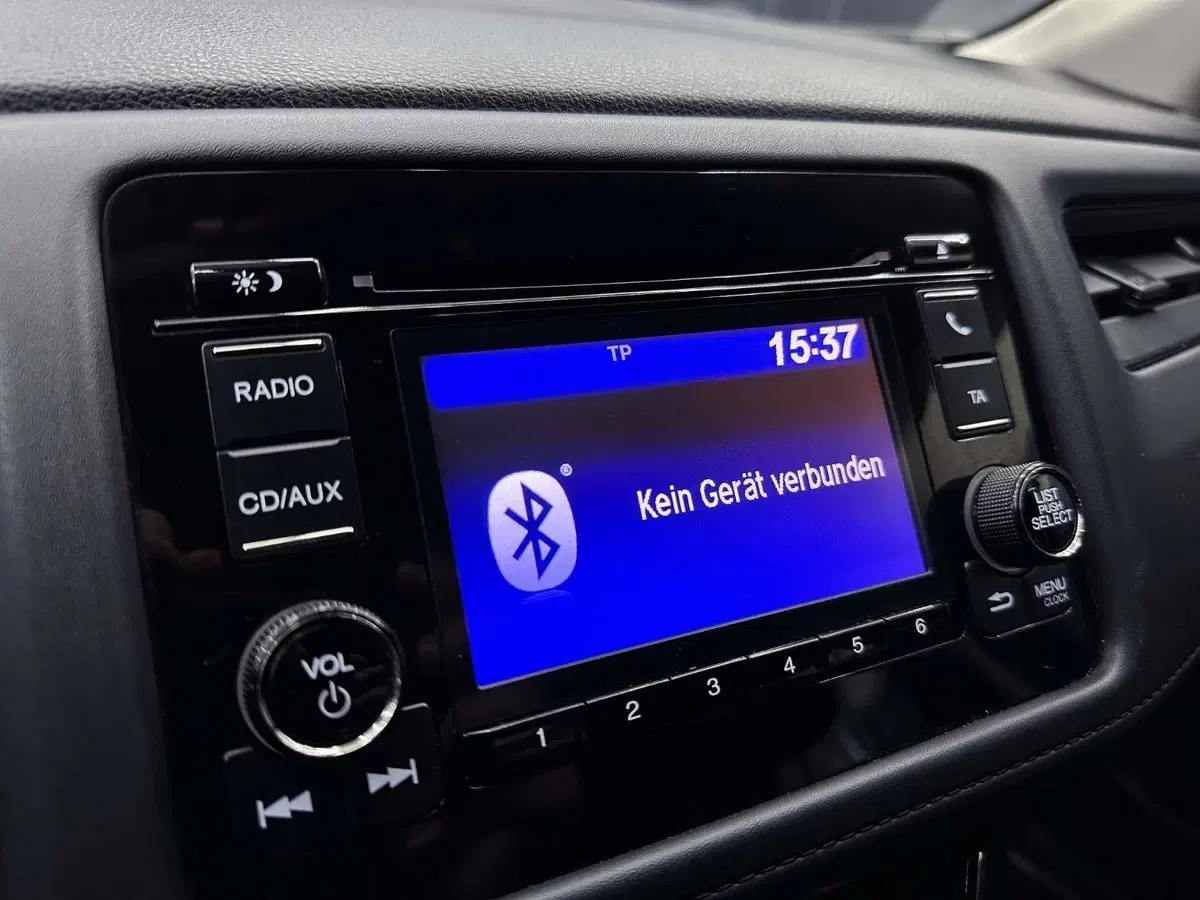 TP
15:37
RADIO
CD/AUX
Kein Gerät verbunden
®
TA
LIST
PUSH
SELECT
MENU
CLOCK
VOL
1
2
3
4
5
6